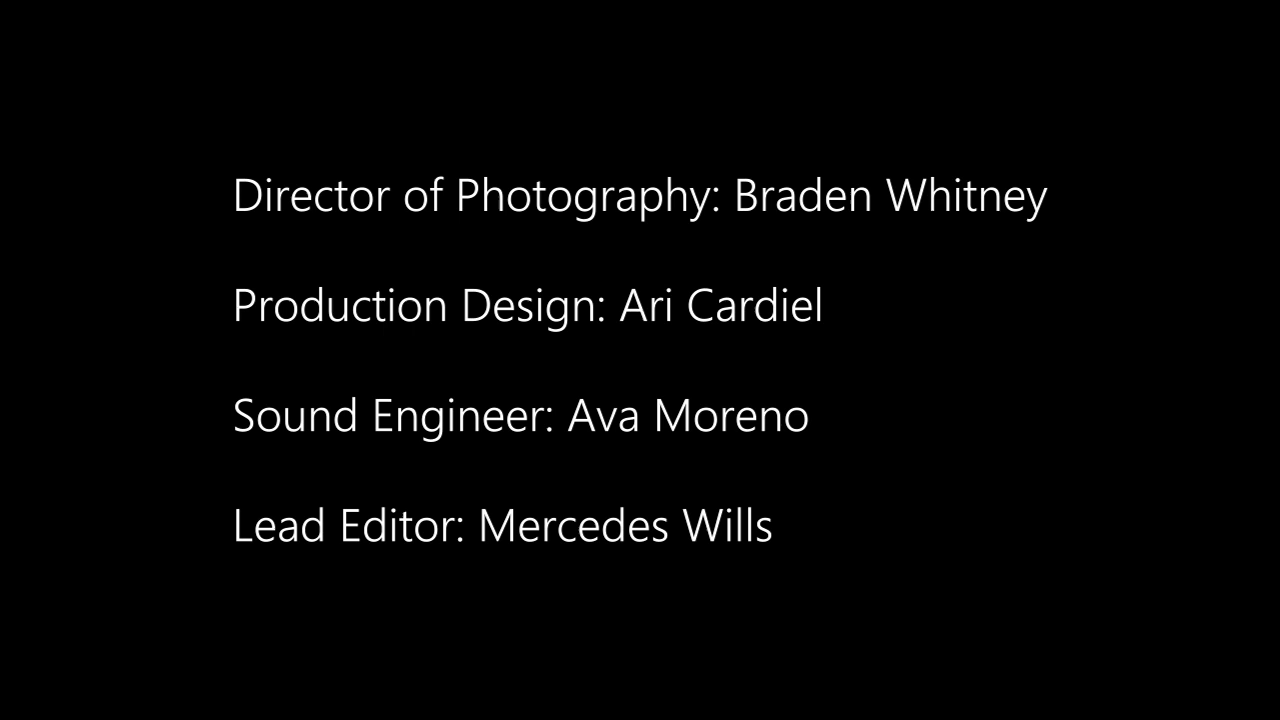 Director of Photography: Braden Whitney
Production Design: Ari Cardiel
Sound Engineer: Ava Moreno
Lead Editor: Mercedes Wills